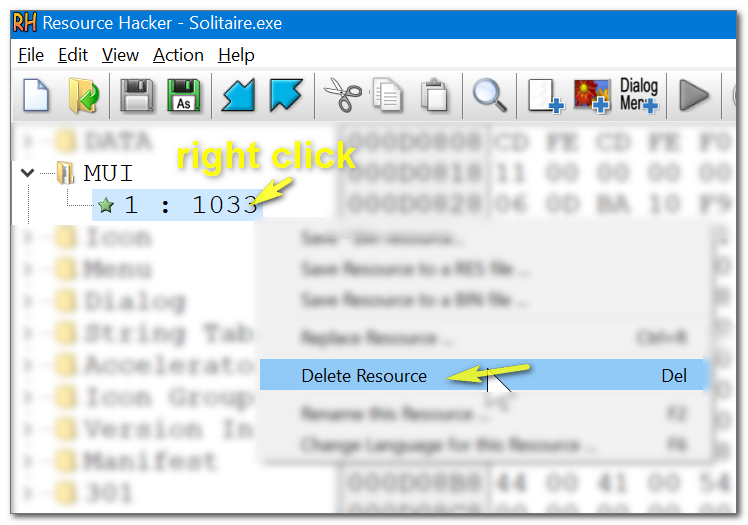 RH Resource Hacker - Solitaire.exe
File Edit View Action Help
As
Dialog
Menu
DATA
000D0808 CD FE CD FE F0
right click
MUI
000D0818 11 00 00 00 00
1 : 1033
000D0828 06 0D BA 10 F9
Icon
Menu
Save Resource to a RES file ...
Dialog
Save Resource to a BIN file ...
String Tab
Replace Resource ... Ctrl+R
Accelerato
Delete Resource Del
Icon Group
Rename this Resource ... F2
Version In
Change Language for this Resource ... F6
Manifest
301
000D08B8 44 00 41 00 54